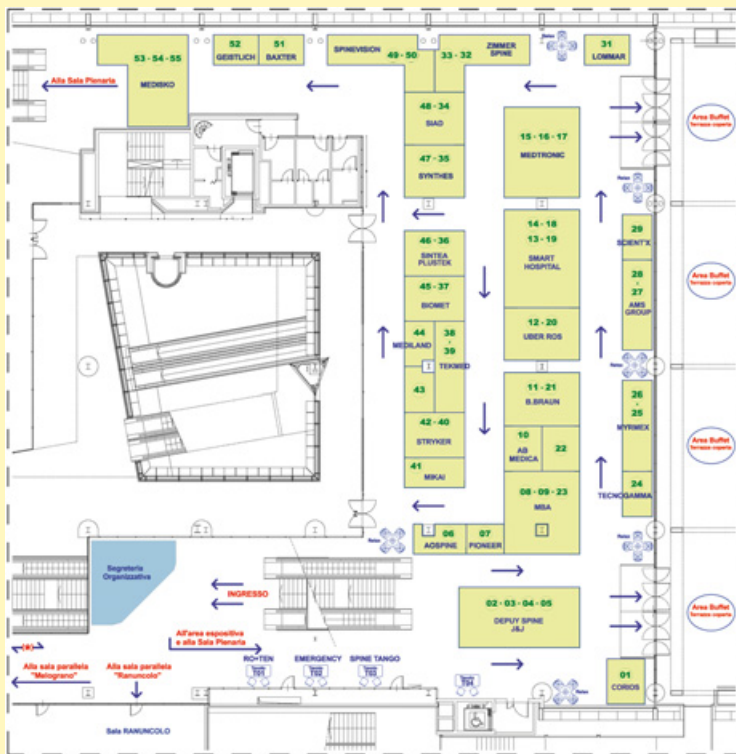 53 - 54 - 55
MEDISKO
52
GEISTLICH
51
BAXTER
SPINEVISION
49 - 50
33 - 32
ZIMMER
SPINE
Relax
31
LOMMAR
Alla Sala Plenaria
48 - 34
SIAD
47 - 35
SYNTHES
15 - 16 - 17
MEDTRONIC
Area Buffet
Terrazza coperta
Relax
46 - 36
SINTEA
PLUSTEK
45 - 37
BIOMET
44
MEDILAND
38
-
39
TEKMED
43
42 - 40
STRYKER
41
MIKAI
14 - 18
13 - 19
SMART
HOSPITAL
12 - 20
UBER ROS
11 - 21
B.BRAUN
10
AB
MEDICA
22
08 - 09 - 23
MBA
29
SCIENT'X
28
-
27
AMS
GROUP
Area Buffet
Terrazza coperta
Relax
26
-
25
MYRMEX
24
TECNOGAMMA
Area Buffet
Terrazza coperta
Relax
06
AOSPINE
07
PIONEER
Relax
Segreteria
Organizzativa
INGRESSO
02 - 03 - 04 - 05
DEPUY SPINE
J&J
Area Buffet
Terrazza coperta
All'area espositiva
e alla Sala Plenaria
Alla sala parallela
"Melograno"
Alla sala parallela
"Ranuncolo"
RO+TEN
Tavolo
T01
EMERGENCY
Tavolo
T02
SPINE TANGO
Tavolo
T03
Tavolo
T04
Relax
01
CORIOS
Sala RANUNCOLO